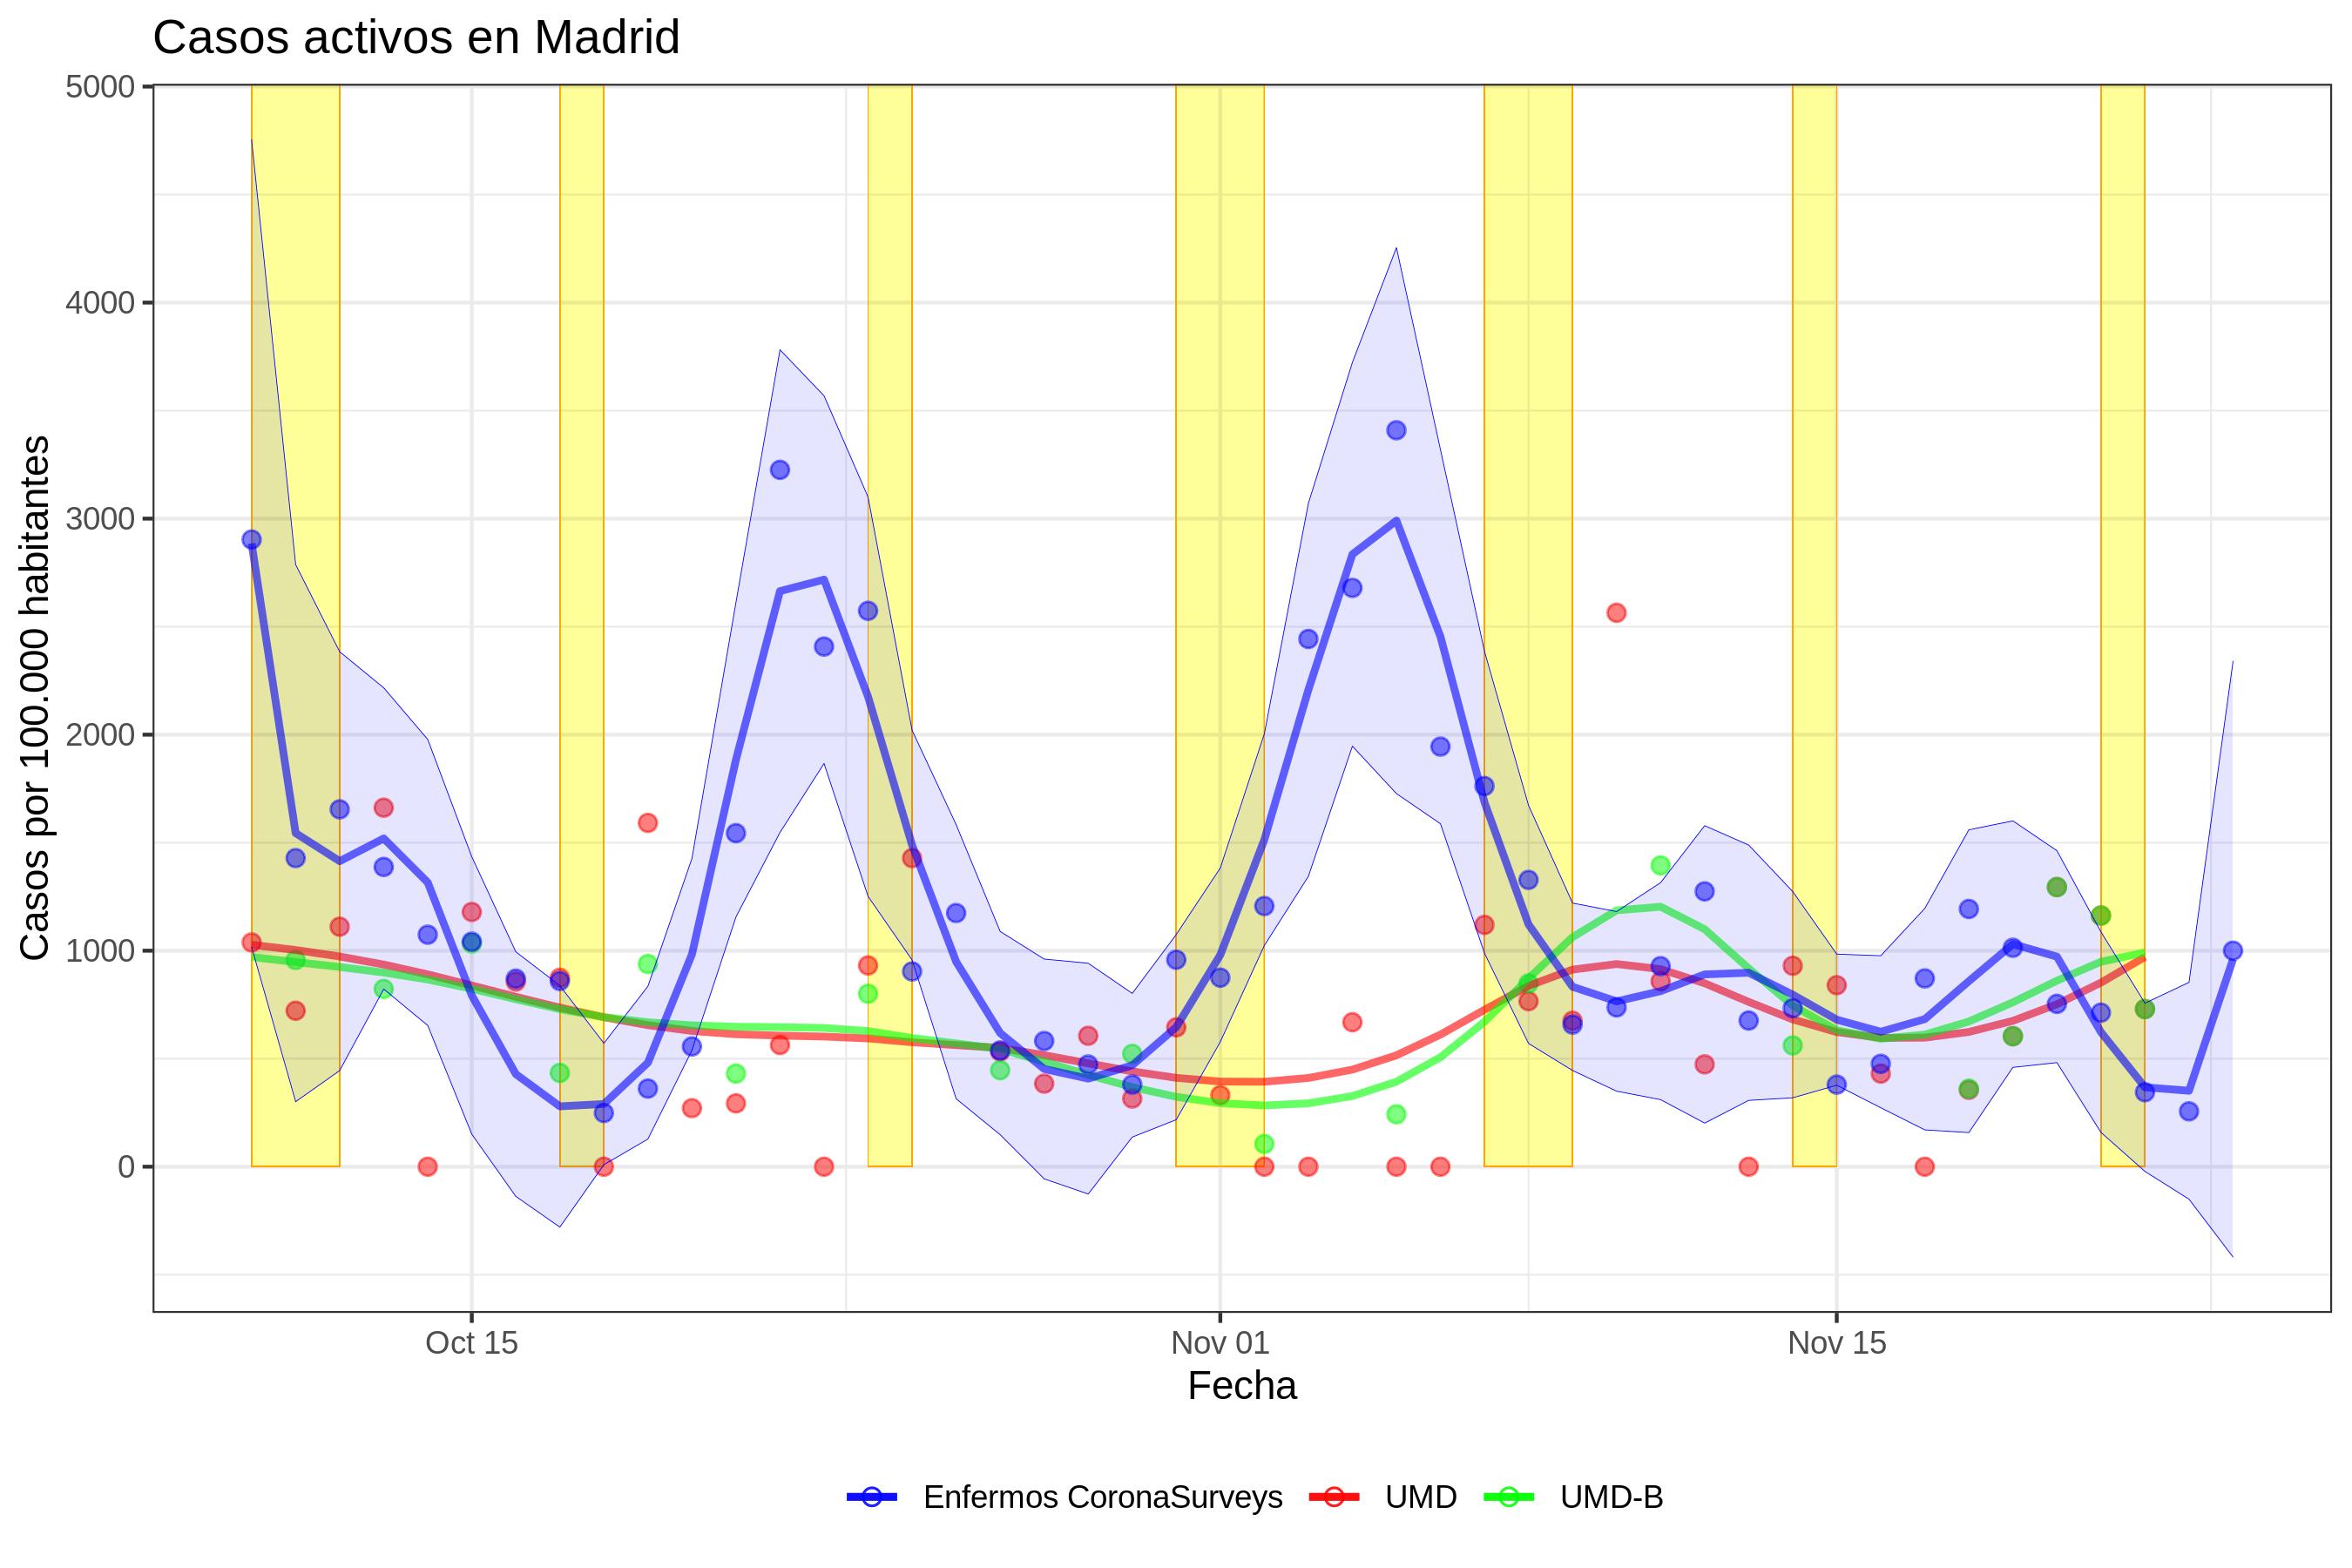 Casos activos en Madrid
Casos por 100.000 habitantes
5000
4000
3000
2000
1000
0
Oct 15
Nov 01
Nov 15
Fecha
Enfermos CoronaSurveys
UMD
UMD-B